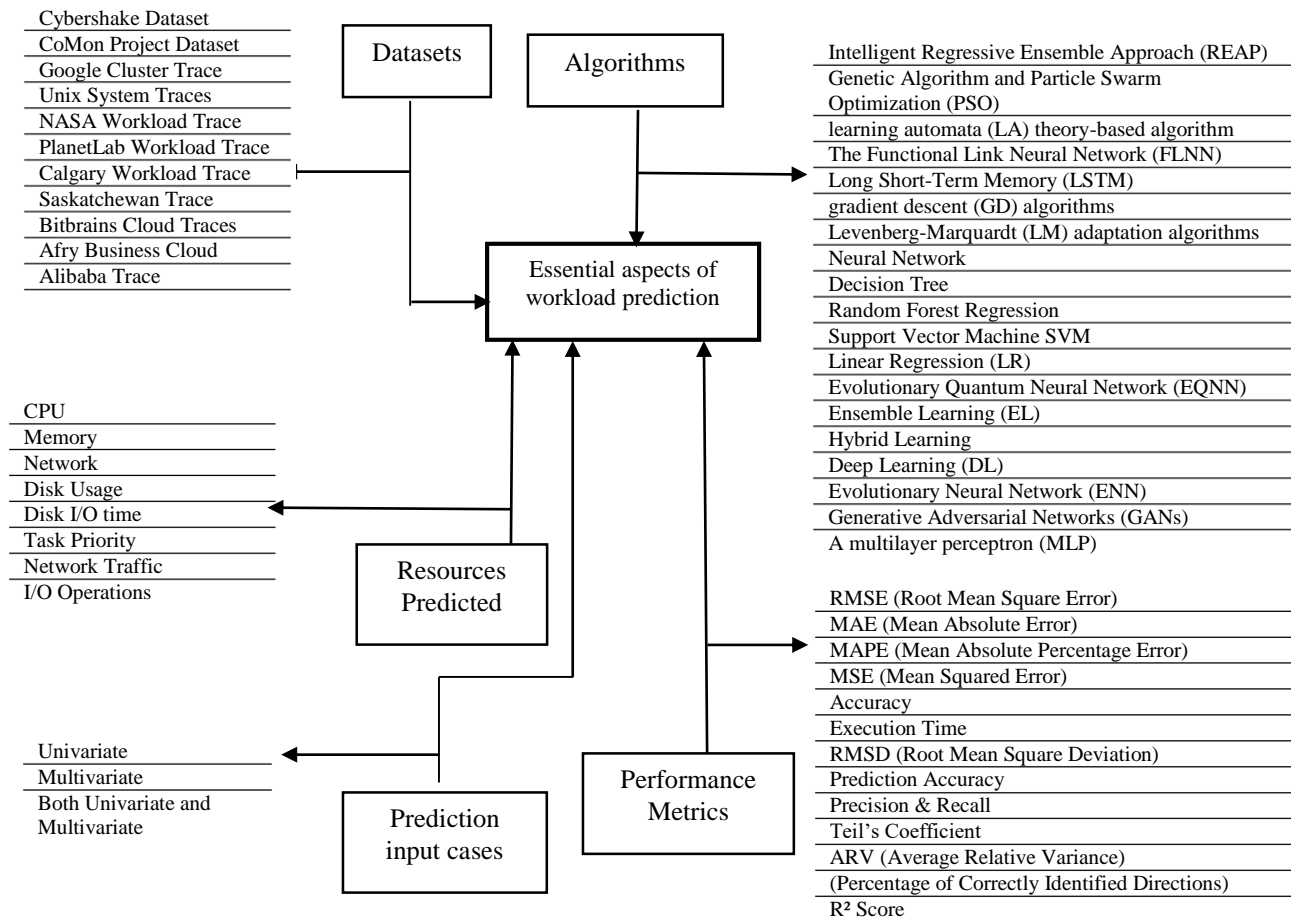 Cybershake Dataset
CoMon Project Dataset
Google Cluster Trace
Unix System Traces
NASA Workload Trace
PlanetLab Workload Trace
Calgary Workload Trace
Saskatchewan Trace
Bitbrains Cloud Traces
Afry Business Cloud
Alibaba Trace
Datasets
Algorithms
Intelligent Regressive Ensemble Approach (REAP)
Genetic Algorithm and Particle Swarm
Optimization (PSO)
learning automata (LA) theory-based algorithm
The Functional Link Neural Network (FLNN)
Long Short-Term Memory (LSTM)
gradient descent (GD) algorithms
Levenberg-Marquardt (LM) adaptation algorithms
Neural Network
Decision Tree
Random Forest Regression
Support Vector Machine SVM
Linear Regression (LR)
Evolutionary Quantum Neural Network (EQNN)
Ensemble Learning (EL)
Hybrid Learning
Deep Learning (DL)
Evolutionary Neural Network (ENN)
Generative Adversarial Networks (GANs)
A multilayer perceptron (MLP)
Essential aspects of
workload prediction
CPU
Memory
Network
Disk Usage
Disk I/O time
Task Priority
Network Traffic
I/O Operations
Resources
Predicted
Univariate
Multivariate
Both Univariate and
Multivariate
Prediction
input cases
Performance
Metrics
RMSE (Root Mean Square Error)
MAE (Mean Absolute Error)
MAPE (Mean Absolute Percentage Error)
MSE (Mean Squared Error)
Accuracy
Execution Time
RMSD (Root Mean Square Deviation)
Prediction Accuracy
Precision & Recall
Teil’s Coefficient
ARV (Average Relative Variance)
(Percentage of Correctly Identified Directions)
R² Score